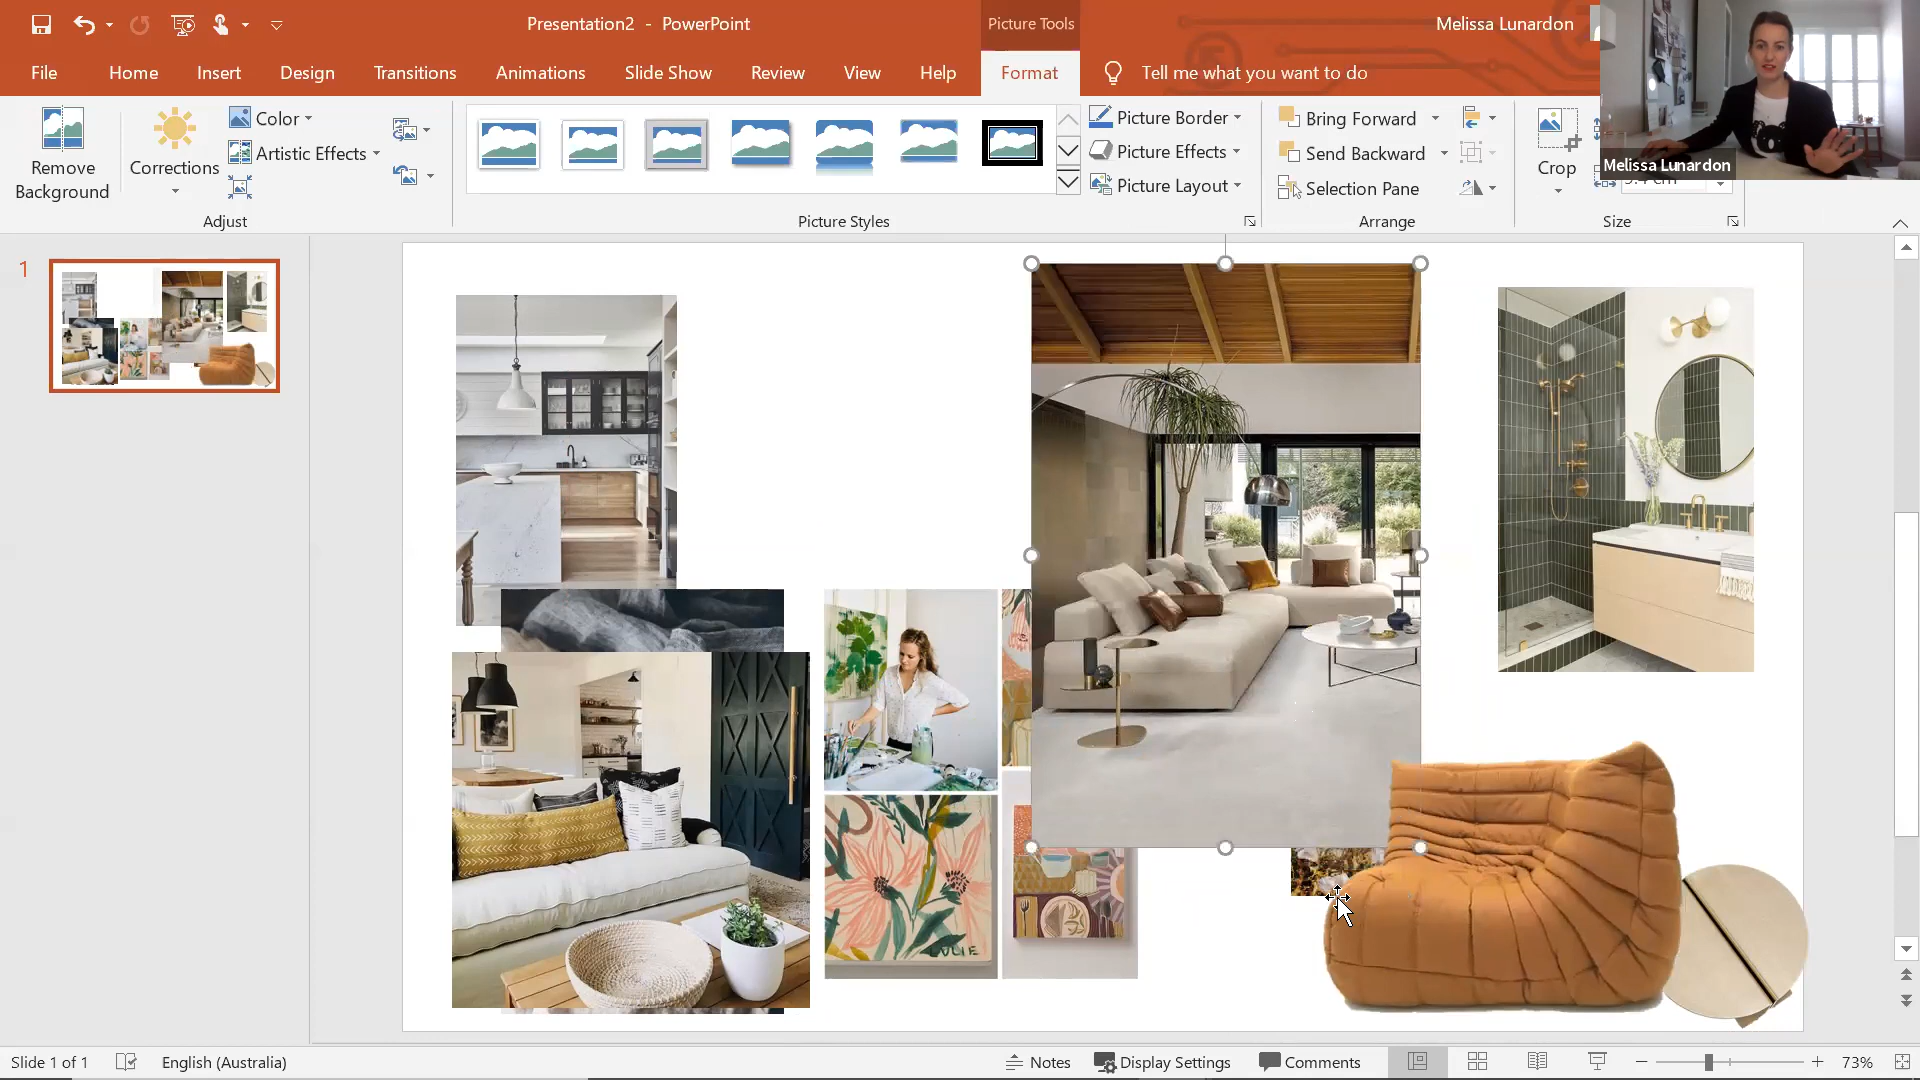 Presentation2 - PowerPoint
Picture Tools
Melissa Lunardon
File Home Insert Design Transitions Animations Slide Show Review View Help Format Tell me what you want to do
Remove Background
Corrections
Color
Artistic Effects
Adjust
Picture Styles
Picture Border
Picture Effects
Picture Layout
Bring Forward
Send Backward
Selection Pane
Arrange
Crop
Size
Melissa Lunardon
1
Slide 1 of 1 English (Australia) Notes Display Settings Comments 73%